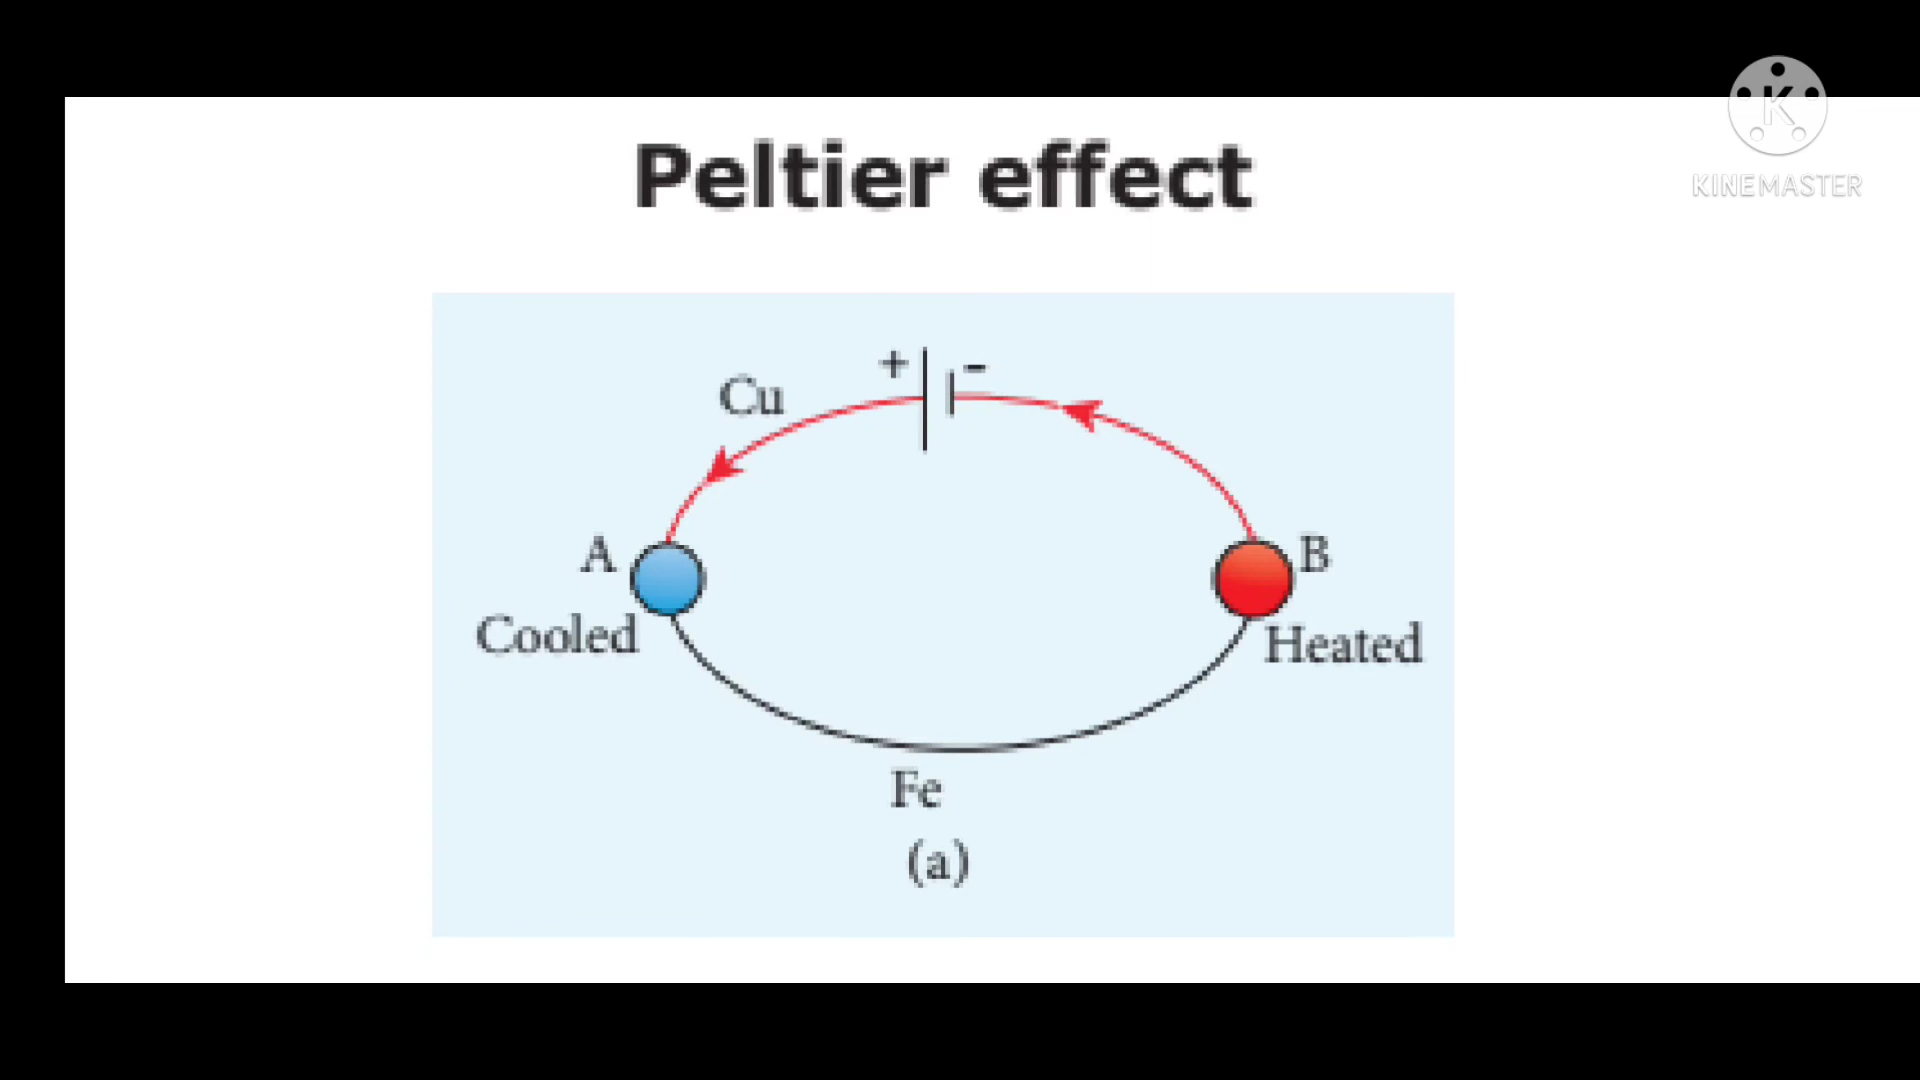 Peltier effect
K
KINEMASTER
+ -
Cu
A
B
Cooled
Heated
Fe
(a)